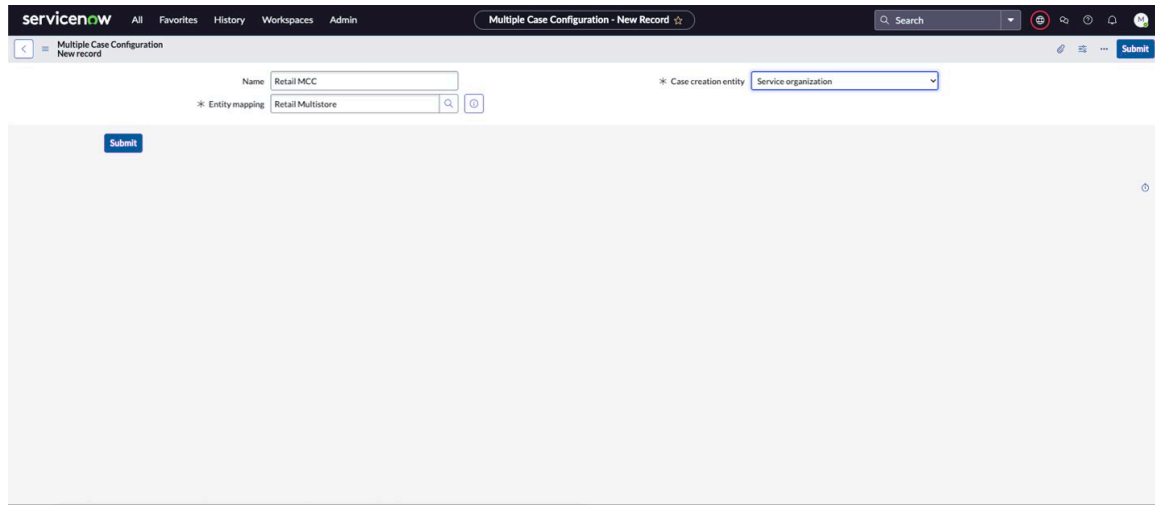 servicenow All Favorites History Workspaces Admin Multiple Case Configuration - New Record ☆ Search M
Multiple Case Configuration
New record
Submit
Name Retail MCC
✳ Case creation entity Service organization
✳ Entity mapping Retail Multistore
Submit